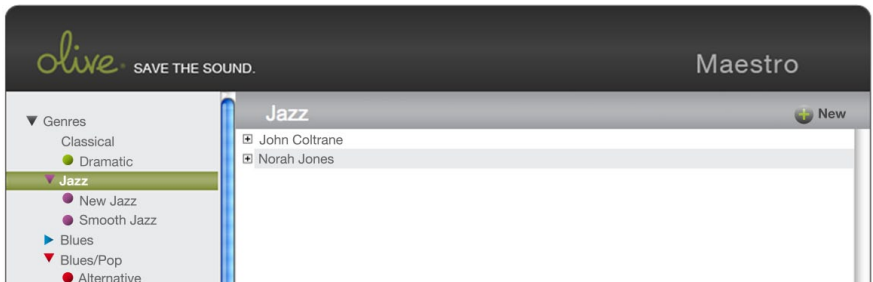 olive. SAVE THE SOUND.
Maestro
Genres
Classical
Dramatic
Jazz
New Jazz
Smooth Jazz
Blues
Blues/Pop
Alternative
Jazz
New
John Coltrane
Norah Jones